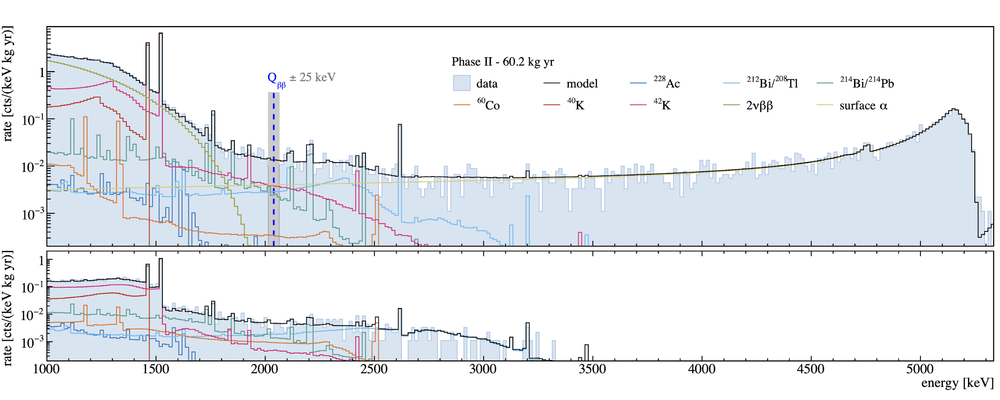 rate [cts/(keV kg yr)]
1
10⁻¹
10⁻²
10⁻³
Q_ββ ± 25 keV
Phase II - 60.2 kg yr
data model ²²⁸Ac ²¹²Bi/²⁰⁸Tl ²¹⁴Bi/²¹⁴Pb
⁶⁰Co ⁴⁰K ⁴²K 2νββ surface α
rate [cts/(keV kg yr)]
1
10⁻¹
10⁻²
10⁻³
1000 1500 2000 2500 3000 3500 4000 4500 5000
energy [keV]